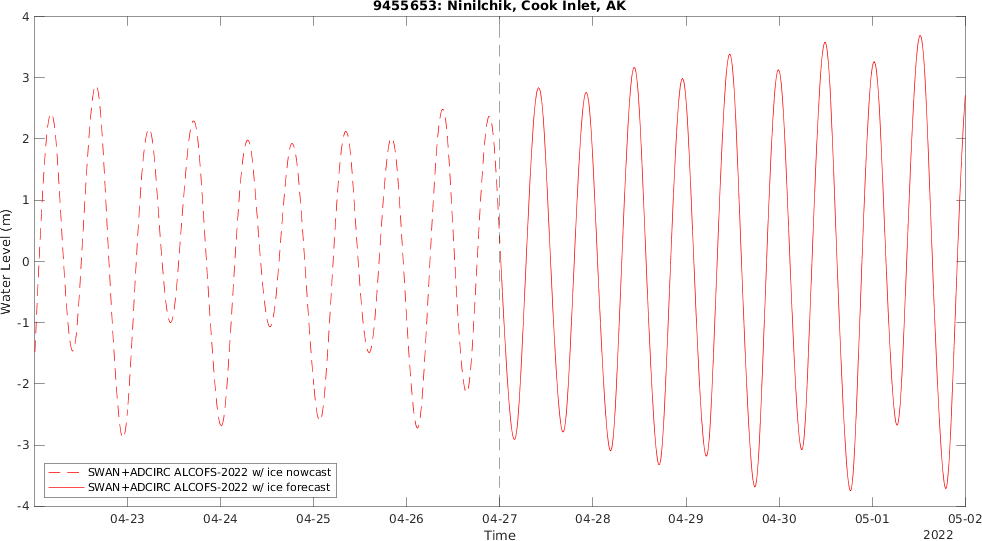 9455653: Ninilchik, Cook Inlet, AK
4
3
2
1
0
-1
-2
-3
-4
Water Level (m)
SWAN+ADCIRC ALCOFS-2022 w/ ice nowcast
SWAN+ADCIRC ALCOFS-2022 w/ ice forecast
04-23 04-24 04-25 04-26 04-27 04-28 04-29 04-30 05-01 05-02
Time
2022